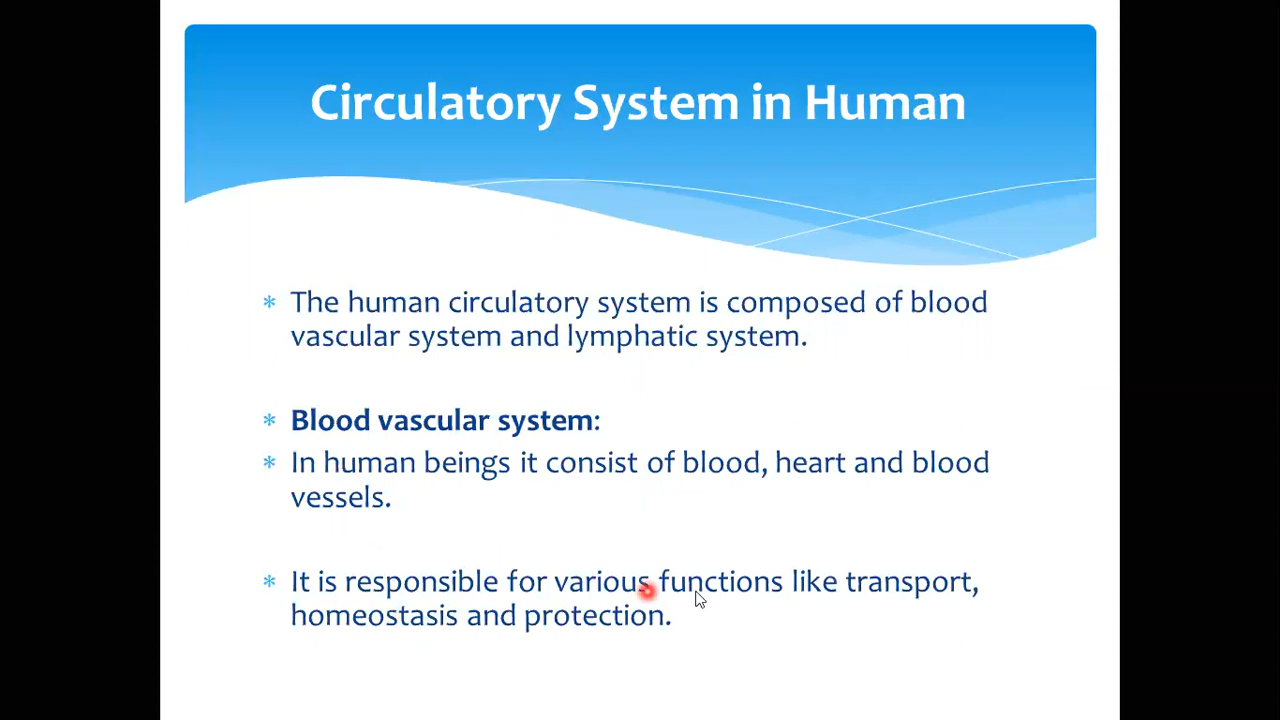 Circulatory System in Human
* The human circulatory system is composed of blood
vascular system and lymphatic system.
* Blood vascular system:
* In human beings it consist of blood, heart and blood
vessels.
* It is responsible for various functions like transport,
homeostasis and protection.